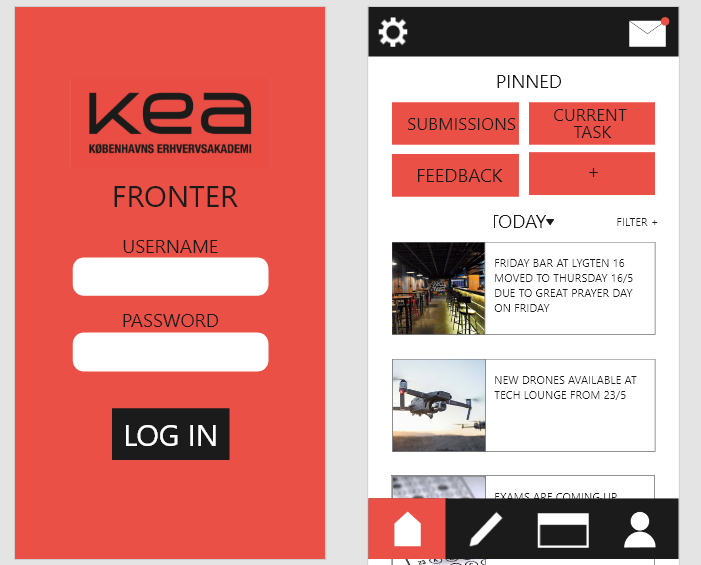 kea
KØBENHAVNS ERHVERVSAKADEMI
FRONTER
USERNAME
PASSWORD
LOG IN
PINNED
SUBMISSIONS
CURRENT
TASK
FEEDBACK
+
TODAY▾
FILTER +
FRIDAY BAR AT LYGTEN 16
MOVED TO THURSDAY 16/5
DUE TO GREAT PRAYER DAY
ON FRIDAY
NEW DRONES AVAILABLE AT
TECH LOUNGE FROM 23/5
EXAMS ARE COMING UP